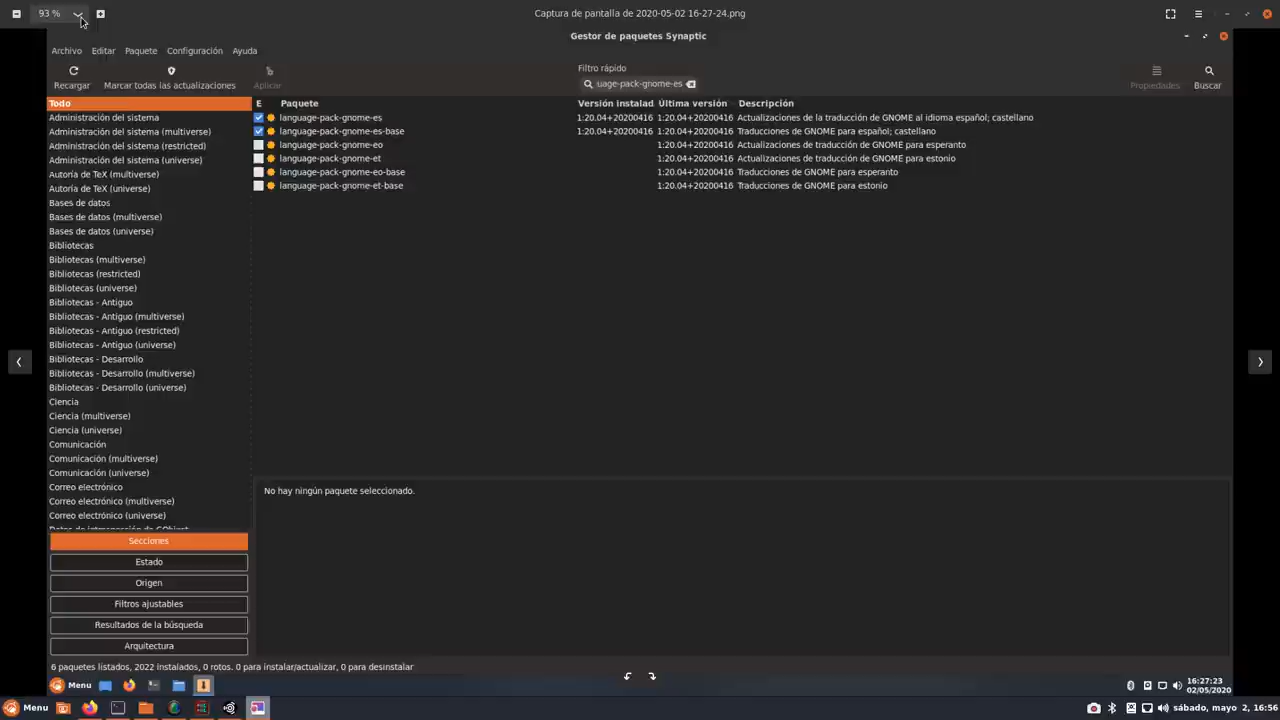 93 %
Captura de pantalla de 2020-05-02 16-27-24.png
Gestor de paquetes Synaptic
Archivo Editar Paquete Configuración Ayuda
Recargar Marcar todas las actualizaciones Aplicar
Filtro rápido
uage-pack-gnome-es
Propiedades Buscar
E Paquete Versión instalad Última versión Descripción
language-pack-gnome-es 1:20.04+20200416 1:20.04+20200416 Actualizaciones de la traducción de GNOME al idioma español; castellano
language-pack-gnome-es-base 1:20.04+20200416 1:20.04+20200416 Traducciones de GNOME para español; castellano
language-pack-gnome-eo 1:20.04+20200416 Actualizaciones de traducción de GNOME para esperanto
language-pack-gnome-et 1:20.04+20200416 Actualizaciones de traducción de GNOME para estonio
language-pack-gnome-eo-base 1:20.04+20200416 Traducciones de GNOME para esperanto
language-pack-gnome-et-base 1:20.04+20200416 Traducciones de GNOME para estonio
Todo
Administración del sistema
Administración del sistema (multiverse)
Administración del sistema (restricted)
Administración del sistema (universe)
Autoría de TeX (multiverse)
Autoría de TeX (universe)
Bases de datos
Bases de datos (multiverse)
Bases de datos (universe)
Bibliotecas
Bibliotecas (multiverse)
Bibliotecas (restricted)
Bibliotecas (universe)
Bibliotecas - Antiguo
Bibliotecas - Antiguo (multiverse)
Bibliotecas - Antiguo (restricted)
Bibliotecas - Antiguo (universe)
Bibliotecas - Desarrollo
Bibliotecas - Desarrollo (multiverse)
Bibliotecas - Desarrollo (universe)
Ciencia
Ciencia (multiverse)
Ciencia (universe)
Comunicación
Comunicación (multiverse)
Comunicación (universe)
Correo electrónico
Correo electrónico (multiverse)
Correo electrónico (universe)
No hay ningún paquete seleccionado.
Secciones
Estado
Origen
Filtros ajustables
Resultados de la búsqueda
Arquitectura
6 paquetes listados, 2022 instalados, 0 rotos. 0 para instalar/actualizar, 0 para desinstalar
Menu
16:27:23
02/05/2020
Menu
sábado, mayo 2, 16:56